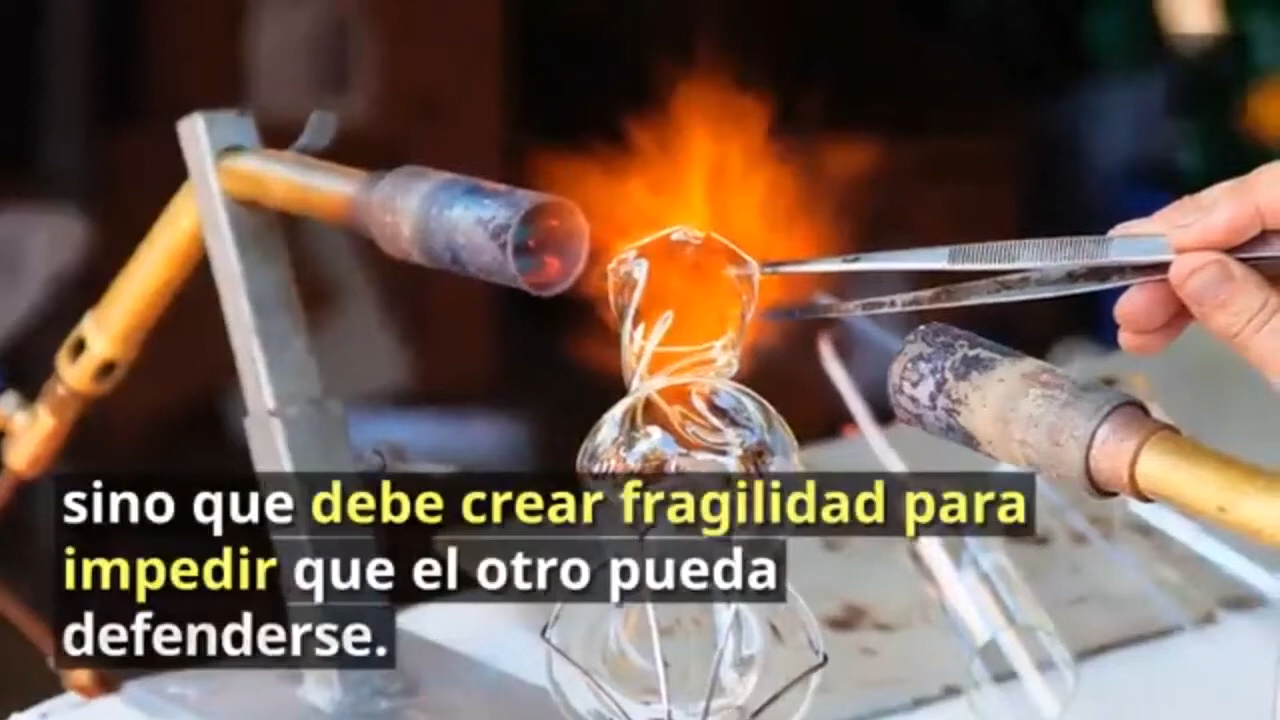 sino que debe crear fragilidad para
impedir que el otro pueda
defenderse.